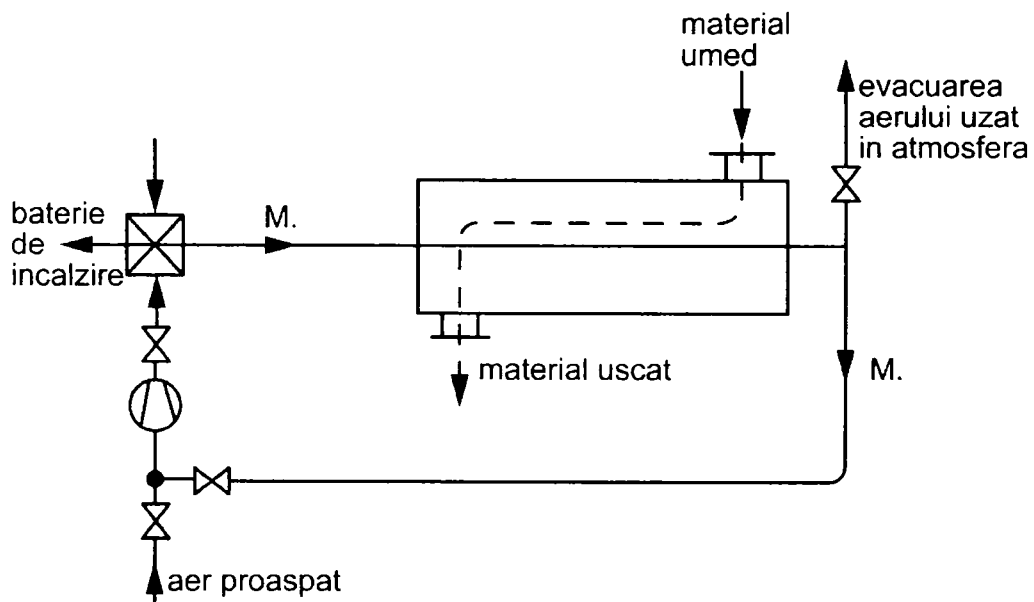 material
umed
evacuarea
aerului uzat
in atmosfera
baterie
de
incalzire
M.
material uscat
M.
aer proaspat